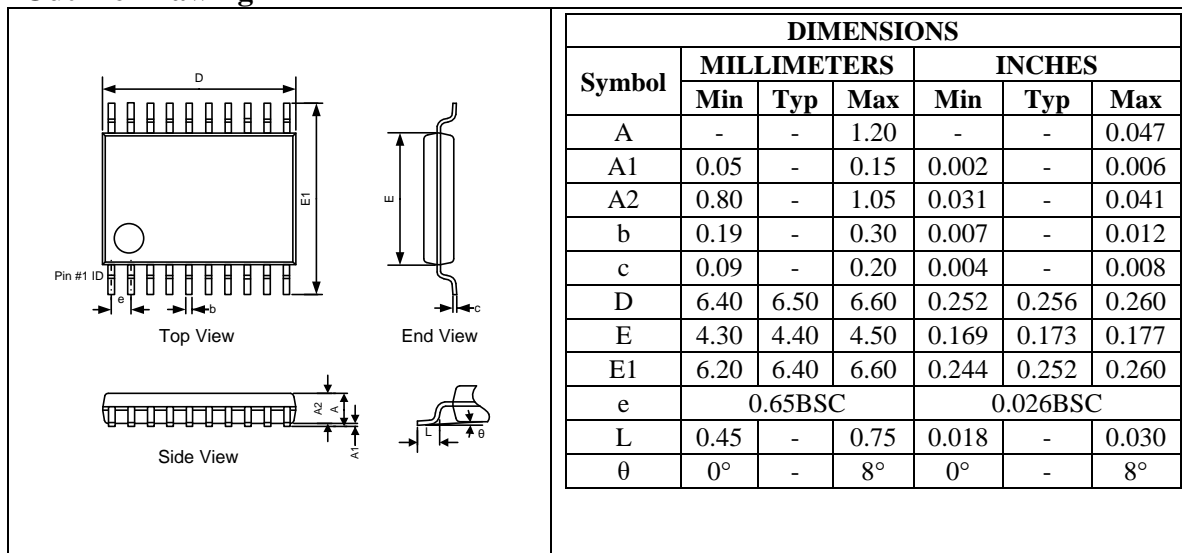 D
E1
E
Pin #1 ID
e
b
c
Top View
End View
A2
A
A1
L
θ
Side View
DIMENSIONS
Symbol MILLIMETERS INCHES
Min Typ Max Min Typ Max
A - - 1.20 - - 0.047
A1 0.05 - 0.15 0.002 - 0.006
A2 0.80 - 1.05 0.031 - 0.041
b 0.19 - 0.30 0.007 - 0.012
c 0.09 - 0.20 0.004 - 0.008
D 6.40 6.50 6.60 0.252 0.256 0.260
E 4.30 4.40 4.50 0.169 0.173 0.177
E1 6.20 6.40 6.60 0.244 0.252 0.260
e 0.65BSC 0.026BSC
L 0.45 - 0.75 0.018 - 0.030
θ 0° - 8° 0° - 8°